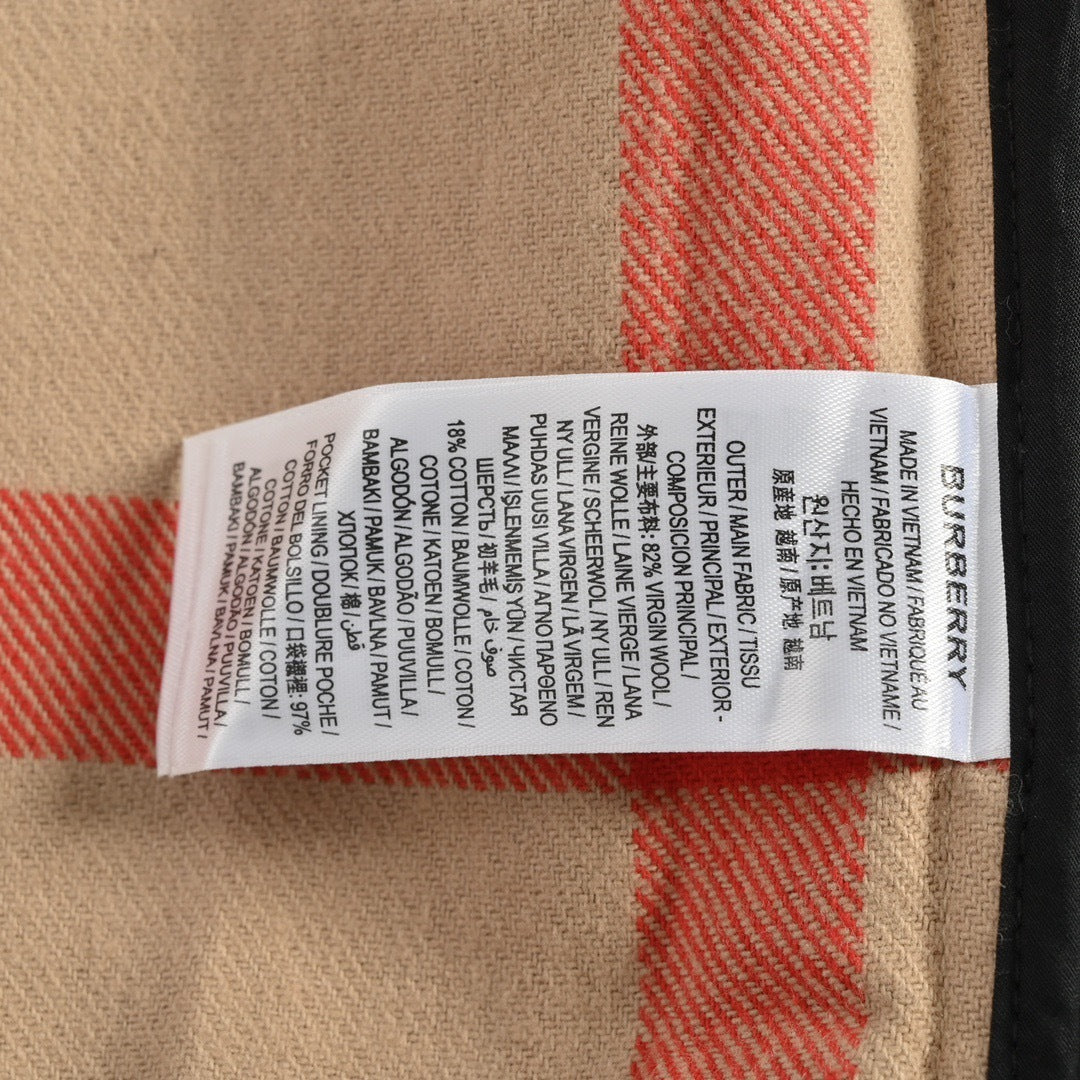 BURBERRY
MADE IN VIETNAM / FABRIQUÉ AU
VIETNAM / FABRICADO NO VIETNAME /
HECHO EN VIETNAM
원산지: 베트남
原産地 越南 / 原产地 越南
OUTER / MAIN FABRIC / TISSU
EXTERIEUR / PRINCIPAL / EXTERIOR -
COMPOSICION PRINCIPAL /
外部主要布料: 82% VIRGIN WOOL /
REINE WOLLE / LAINE VIERGE / LANA
VERGINE / SCHEERWOL / NY ULL / REN
NY ULL / LANA VIRGEN / LÃ VIRGEM /
PUHDAS UUSI VILLA / ΑΓΝΟ ΠΑΡΘΕΝΟ
ΜΑΛΛΙ / İŞLENMEMİŞ YÜN / ЧИСТАЯ
ШЕРСТЬ / 初羊毛 / صوف خام /
18% COTTON / BAUMWOLLE / COTON /
COTONE / KATOEN / BOMULL /
ALGODÓN / ALGODÃO / PUUVILLA /
ΒΑΜΒΑΚΙ / PAMUK / BAVLNA / PAMUT /
ХЛОПОК / 棉 / قطن
POCKET LINING / DOUBLURE POCHE /
FORRO DEL BOLSILLO / 口袋襯裡: 97%
COTTON / BAUMWOLLE / COTON /
COTONE / KATOEN / BOMULL /
ALGODÓN / ALGODÃO / PUUVILLA /
ΒΑΜΒΑΚΙ / PAMUK / BAVLNA / PAMUT /